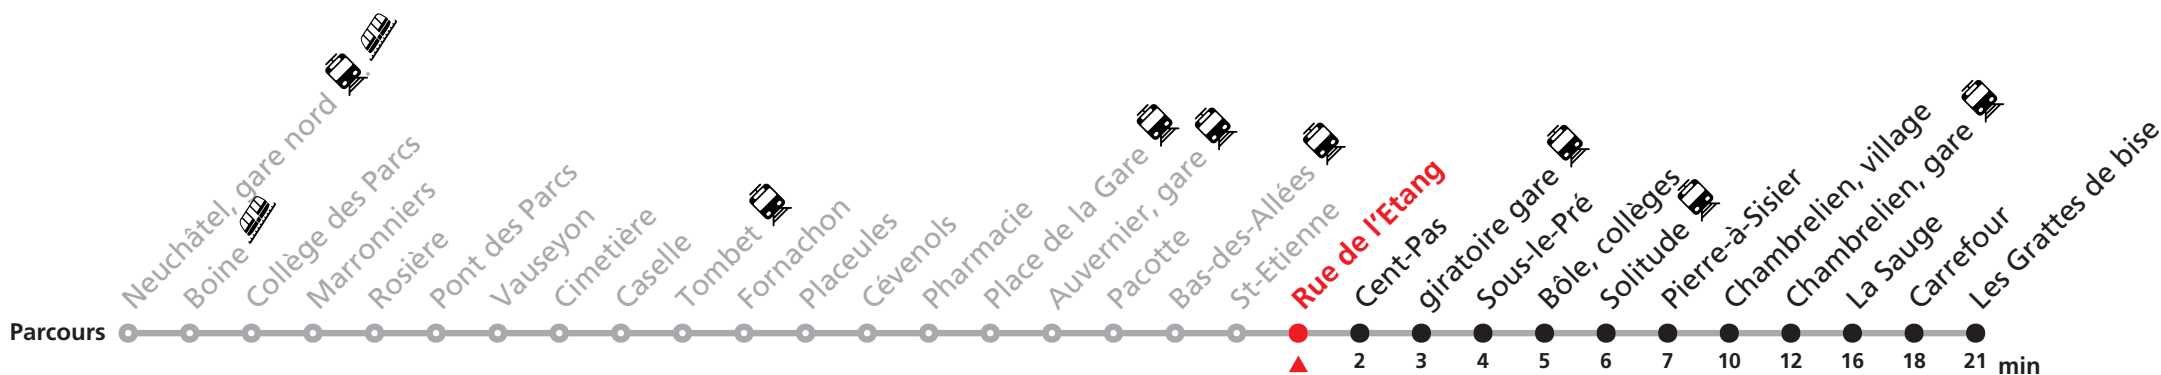 Neuchâtel, gare nord
Boine
Collège des Parcs
Marronniers
Rosière
Pont des Parcs
Vauseyon
Cimetière
Caselle
Tombet
Fornachon
Placeules
Cévenols
Pharmacie
Place de la Gare
Auvernier, gare
Pacotte
Bas-des-Allées
St-Etienne
Rue de l'Etang
Cent-Pas
giratoire gare
Sous-le-Pré
Bôle, collèges
Solitude
Pierre-à-Sisier
Chambrelien, village
Chambrelien, gare
La Sauge
Carrefour
Les Grattes de bise
Parcours
2 3 4 5 6 7 10 12 16 18 21 min